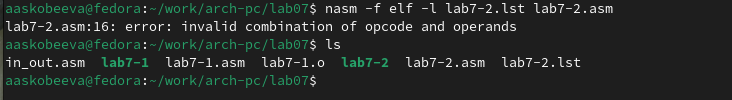 aaskobeeva@fedora:~/work/arch-pc/lab07$ nasm -f elf -l lab7-2.lst lab7-2.asm
lab7-2.asm:16: error: invalid combination of opcode and operands
aaskobeeva@fedora:~/work/arch-pc/lab07$ ls
in_out.asm lab7-1 lab7-1.asm lab7-1.o lab7-2 lab7-2.asm lab7-2.lst
aaskobeeva@fedora:~/work/arch-pc/lab07$